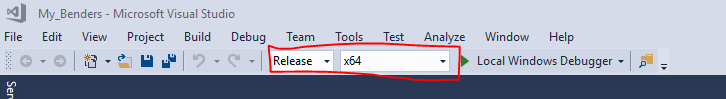 My_Benders - Microsoft Visual Studio
File Edit View Project Build Debug Team Tools Test Analyze Window Help
Release x64 Local Windows Debugger
Ser